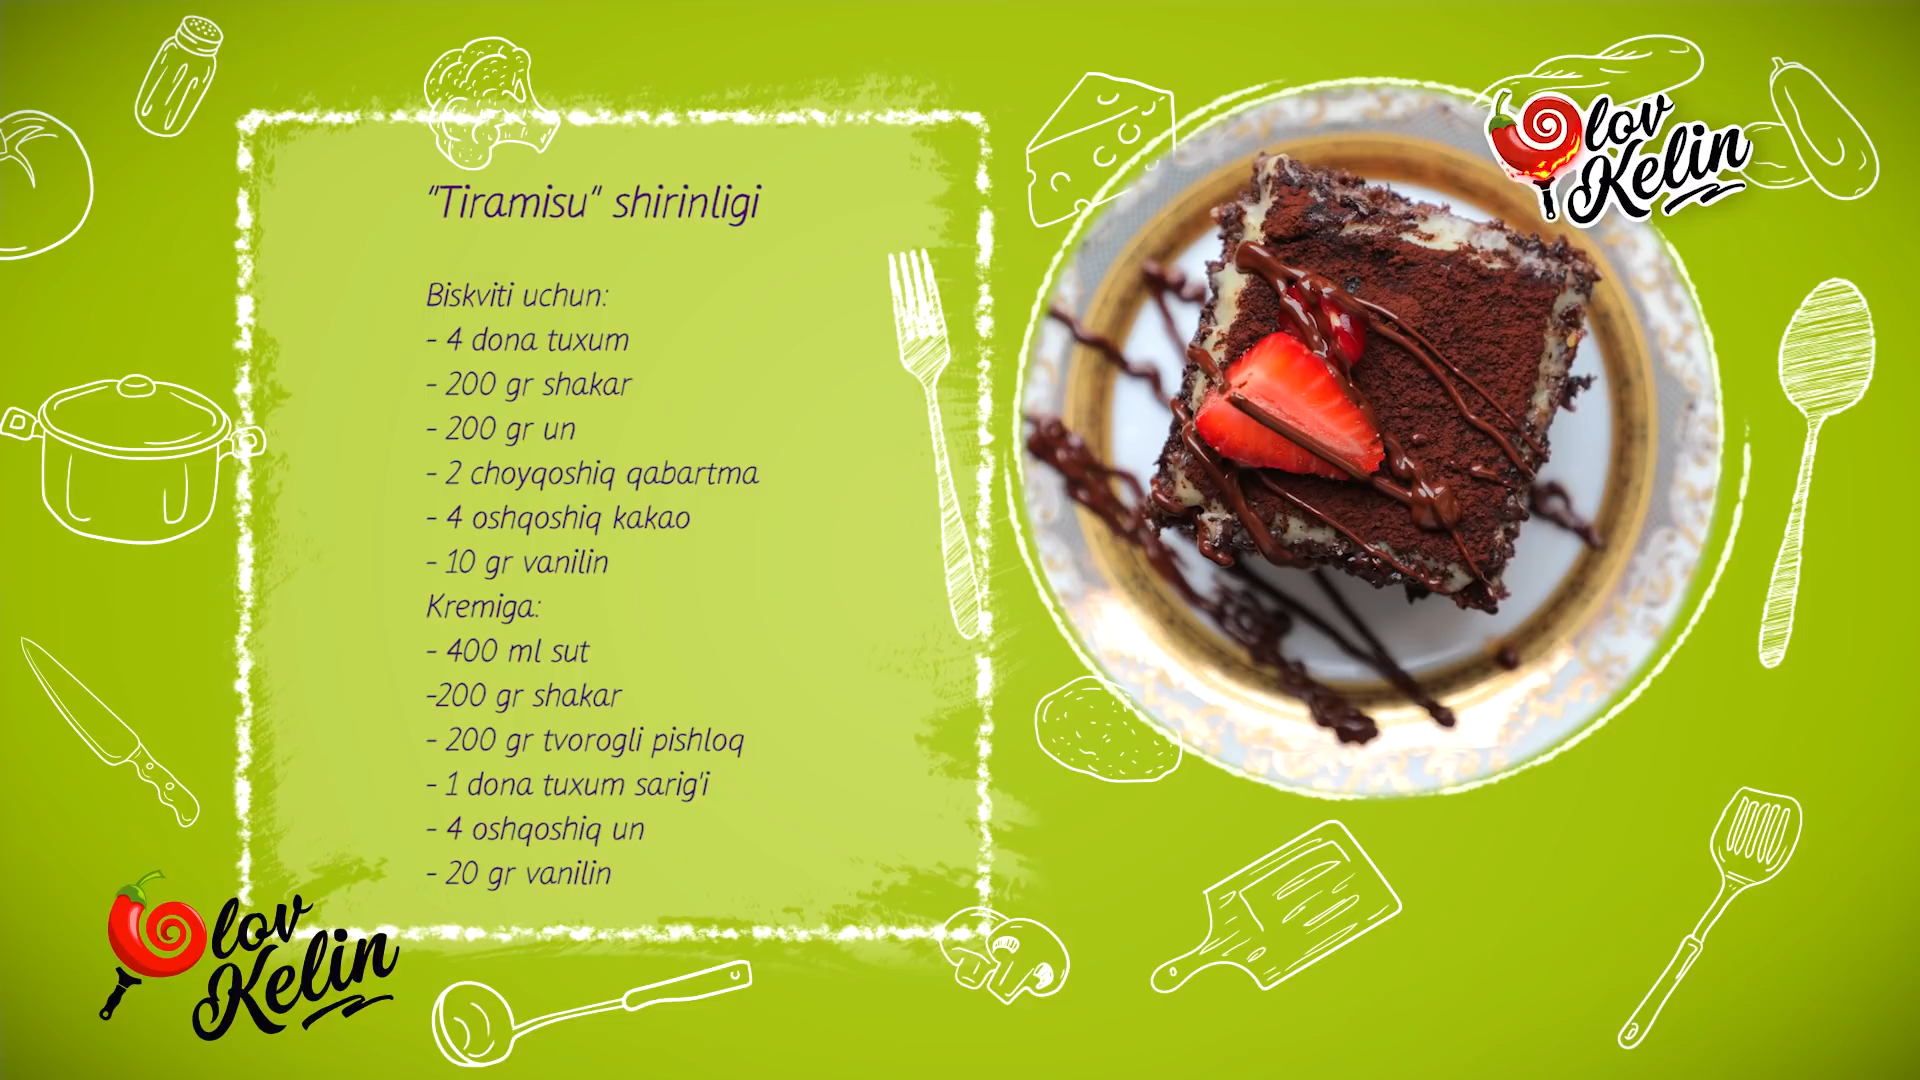 "Tiramisu" shirinligi
Biskviti uchun:
- 4 dona tuxum
- 200 gr shakar
- 200 gr un
- 2 choyqoshiq qabartma
- 4 oshqoshiq kakao
- 10 gr vanilin
Kremiga:
- 400 ml sut
-200 gr shakar
- 200 gr tvorogli pishloq
- 1 dona tuxum sarig'i
- 4 oshqoshiq un
- 20 gr vanilin
Olov
Kelin
Olov
Kelin